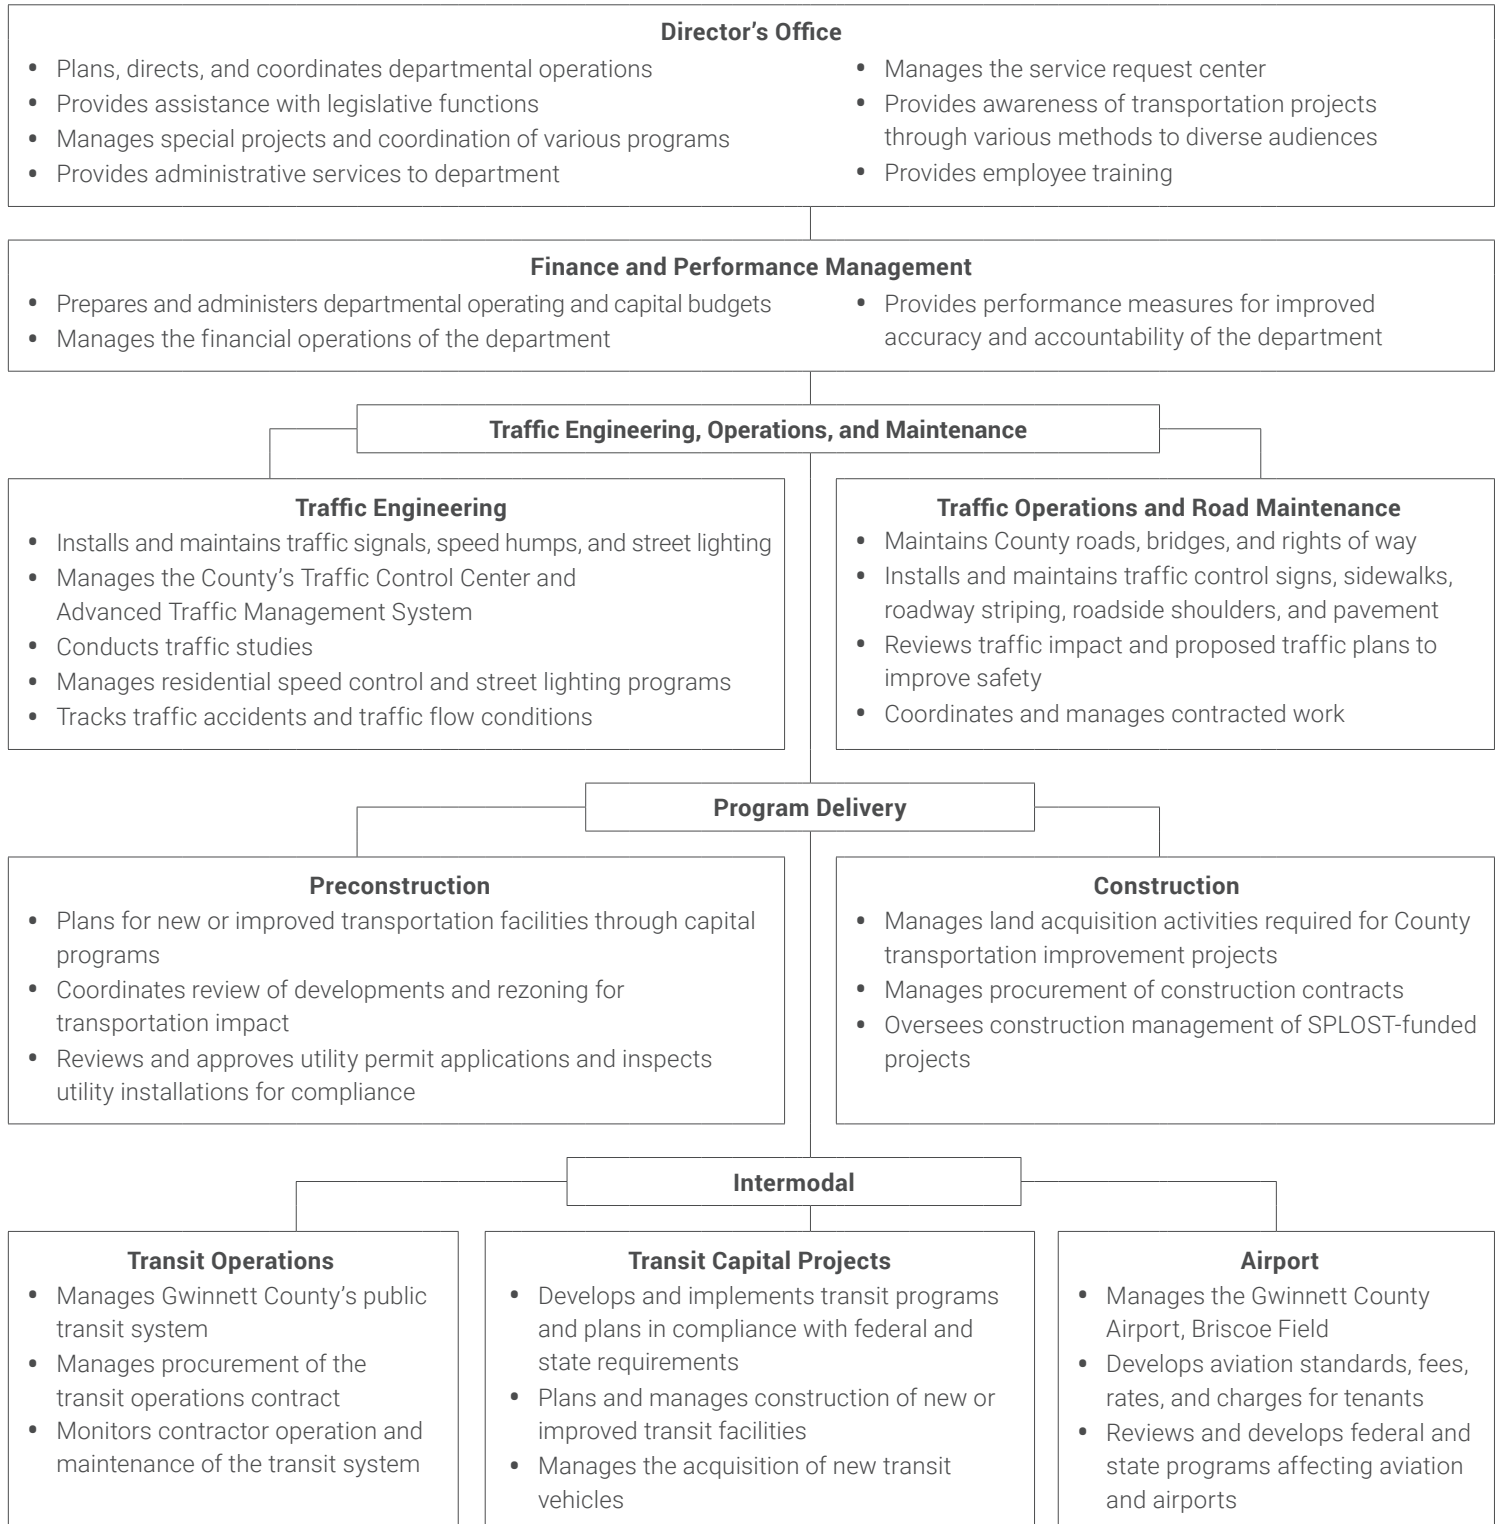 Director’s Office
• Plans, directs, and coordinates departmental operations
• Provides assistance with legislative functions
• Manages special projects and coordination of various programs
• Provides administrative services to department
• Manages the service request center
• Provides awareness of transportation projects
through various methods to diverse audiences
• Provides employee training
Finance and Performance Management
• Prepares and administers departmental operating and capital budgets
• Manages the financial operations of the department
• Provides performance measures for improved
accuracy and accountability of the department
Traffic Engineering, Operations, and Maintenance
Traffic Engineering
• Installs and maintains traffic signals, speed humps, and street lighting
• Manages the County’s Traffic Control Center and
Advanced Traffic Management System
• Conducts traffic studies
• Manages residential speed control and street lighting programs
• Tracks traffic accidents and traffic flow conditions
Traffic Operations and Road Maintenance
• Maintains County roads, bridges, and rights of way
• Installs and maintains traffic control signs, sidewalks,
roadway striping, roadside shoulders, and pavement
• Reviews traffic impact and proposed traffic plans to
improve safety
• Coordinates and manages contracted work
Program Delivery
Preconstruction
• Plans for new or improved transportation facilities through capital
programs
• Coordinates review of developments and rezoning for
transportation impact
• Reviews and approves utility permit applications and inspects
utility installations for compliance
Construction
• Manages land acquisition activities required for County
transportation improvement projects
• Manages procurement of construction contracts
• Oversees construction management of SPLOST-funded
projects
Intermodal
Transit Operations
• Manages Gwinnett County’s public
transit system
• Manages procurement of the
transit operations contract
• Monitors contractor operation and
maintenance of the transit system
Transit Capital Projects
• Develops and implements transit programs
and plans in compliance with federal and
state requirements
• Plans and manages construction of new or
improved transit facilities
• Manages the acquisition of new transit
vehicles
Airport
• Manages the Gwinnett County
Airport, Briscoe Field
• Develops aviation standards, fees,
rates, and charges for tenants
• Reviews and develops federal and
state programs affecting aviation
and airports